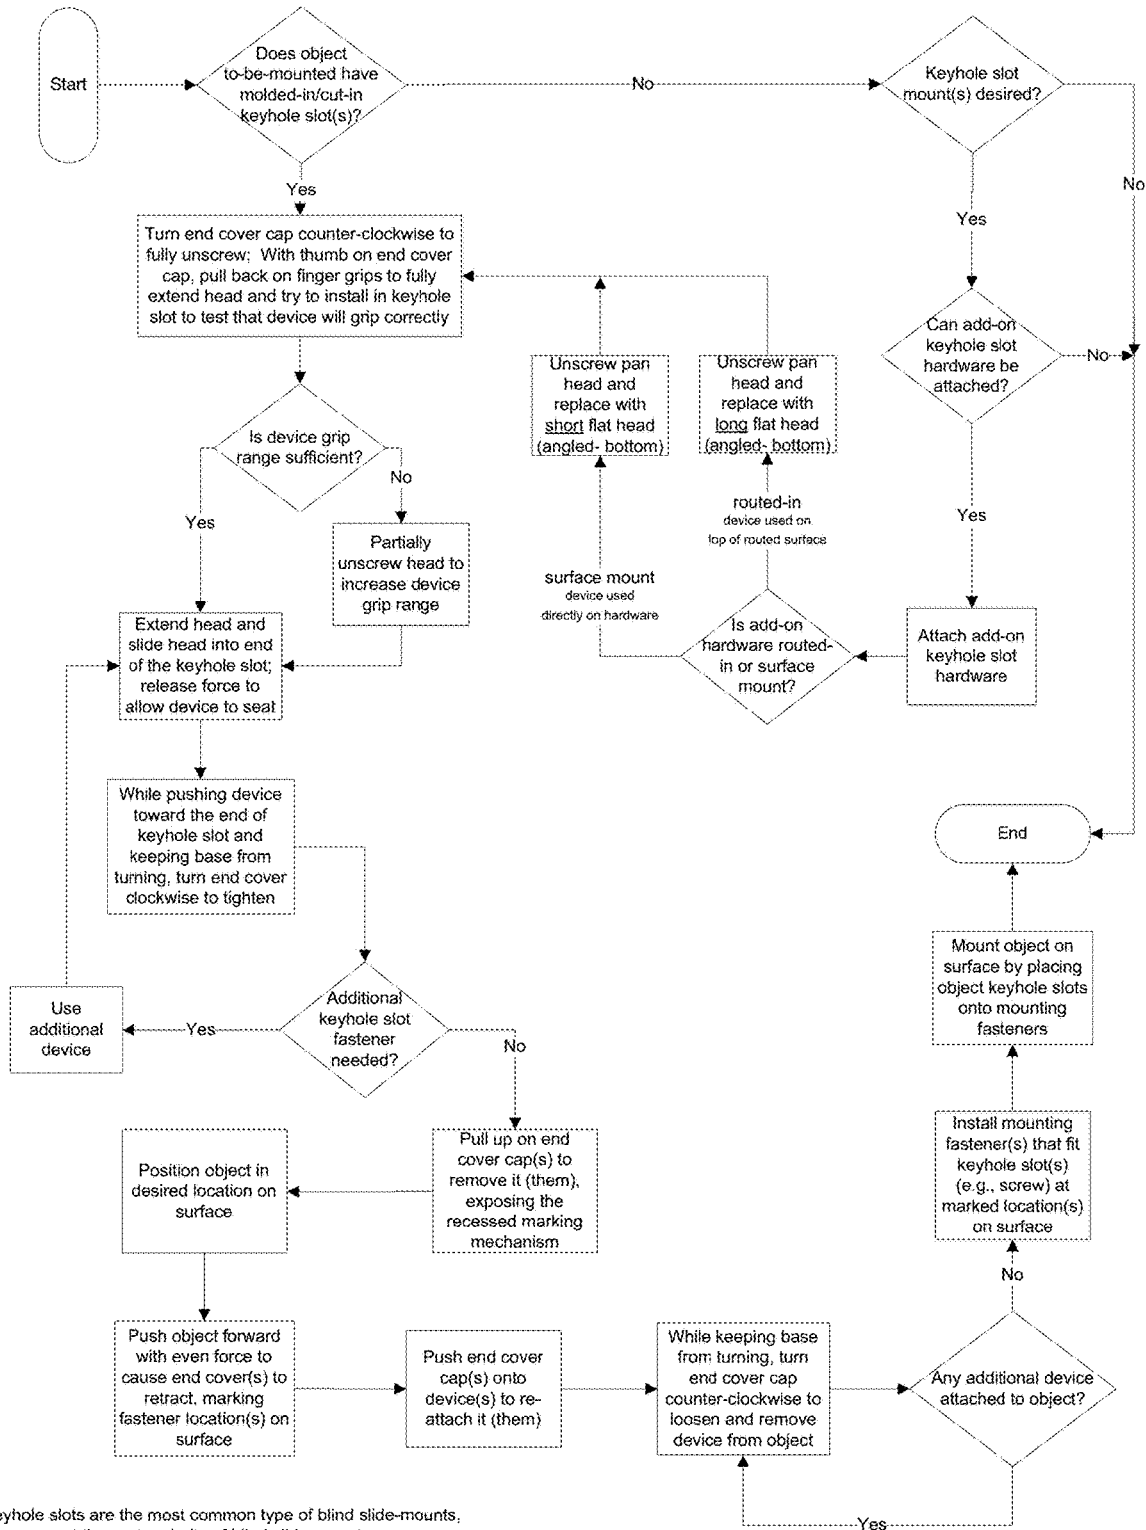 Start
Does object
to-be-mounted have
molded-in/cut-in
keyhole slot(s)?
No
Keyhole slot
mount(s) desired?
No
Yes
Yes
Turn end cover cap counter-clockwise to
fully unscrew; With thumb on end cover
cap, pull back on finger grips to fully
extend head and try to install in keyhole
slot to test that device will grip correctly
Can add-on
keyhole slot
hardware be
attached?
No
Unscrew pan
head and
replace with
short flat head
(angled- bottom)
Unscrew pan
head and
replace with
long flat head
(angled- bottom)
Is device grip
range sufficient?
No
Yes
Yes
routed-in
device used on
top of routed surface
Partially
unscrew head to
increase device
grip range
surface mount
device used
directly on hardware
Extend head and
slide head into end
of the keyhole slot;
release force to
allow device to seat
Is add-on
hardware routed-
in or surface
mount?
Attach add-on
keyhole slot
hardware
While pushing device
toward the end of
keyhole slot and
keeping base from
turning, turn end cover
clockwise to tighten
End
Mount object on
surface by placing
object keyhole slots
onto mounting
fasteners
Use
additional
device
Yes
Additional
keyhole slot
fastener
needed?
No
Position object in
desired location on
surface
Pull up on end
cover cap(s) to
remove it (them),
exposing the
recessed marking
mechanism
Install mounting
fastener(s) that fit
keyhole slot(s)
(e.g., screw) at
marked location(s)
on surface
No
Push object forward
with even force to
cause end cover(s) to
retract, marking
fastener location(s) on
surface
Push end cover
cap(s) onto
device(s) to re-
attach it (them)
While keeping base
from turning, turn
end cover cap
counter-clockwise to
loosen and remove
device from object
Any additional device
attached to object?
Yes
slots are the most common type of blind slide-mounts,